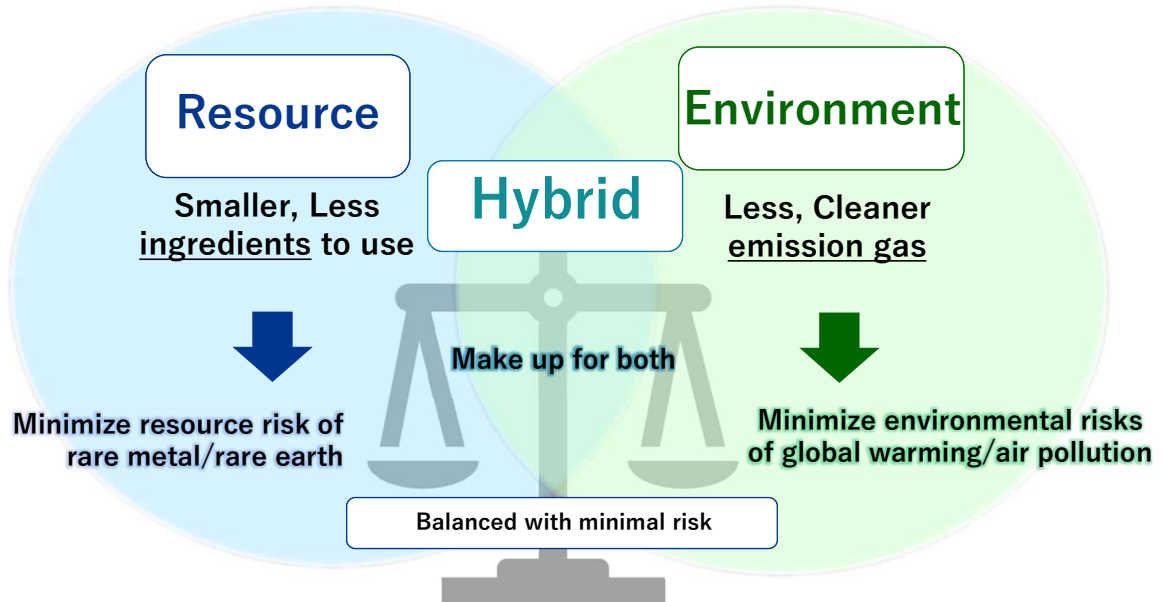 Resource
Environment
Hybrid
Smaller, Less
ingredients to use
Less, Cleaner
emission gas
Make up for both
Minimize resource risk of
rare metal/rare earth
Minimize environmental risks
of global warming/air pollution
Balanced with minimal risk